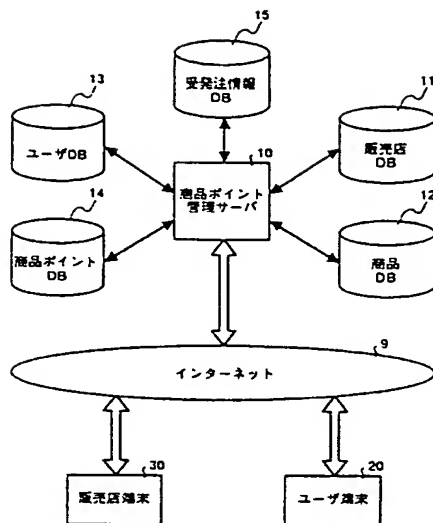 15
受発注情報
DB
13
ユーザDB
11
販売店
DB
10
商品ポイント
管理サーバ
14
商品ポイント
DB
12
商品
DB
9
インターネット
30
販売店端末
20
ユーザ端末